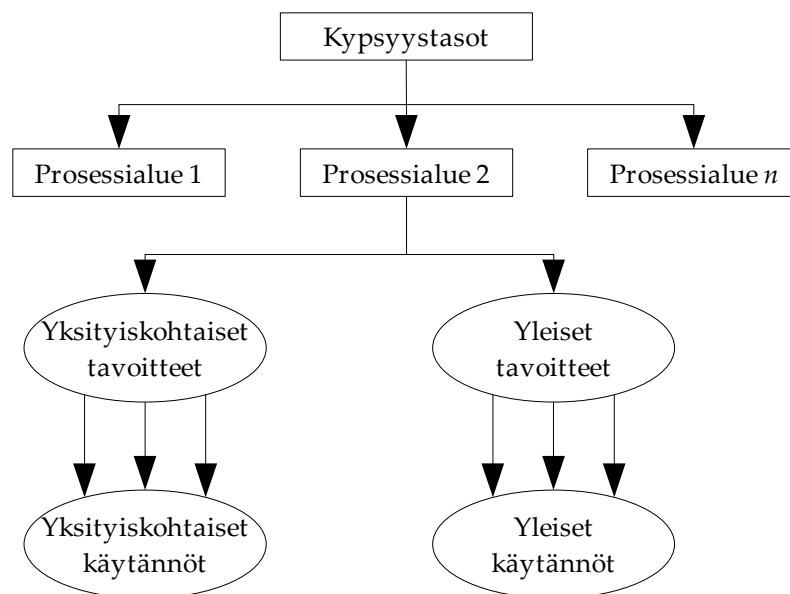 Kypsyystasot
Prosessialue 1
Prosessialue 2
Prosessialue n
Yksityiskohtaiset
tavoitteet
Yleiset
tavoitteet
Yksityiskohtaiset
käytännöt
Yleiset
käytännöt